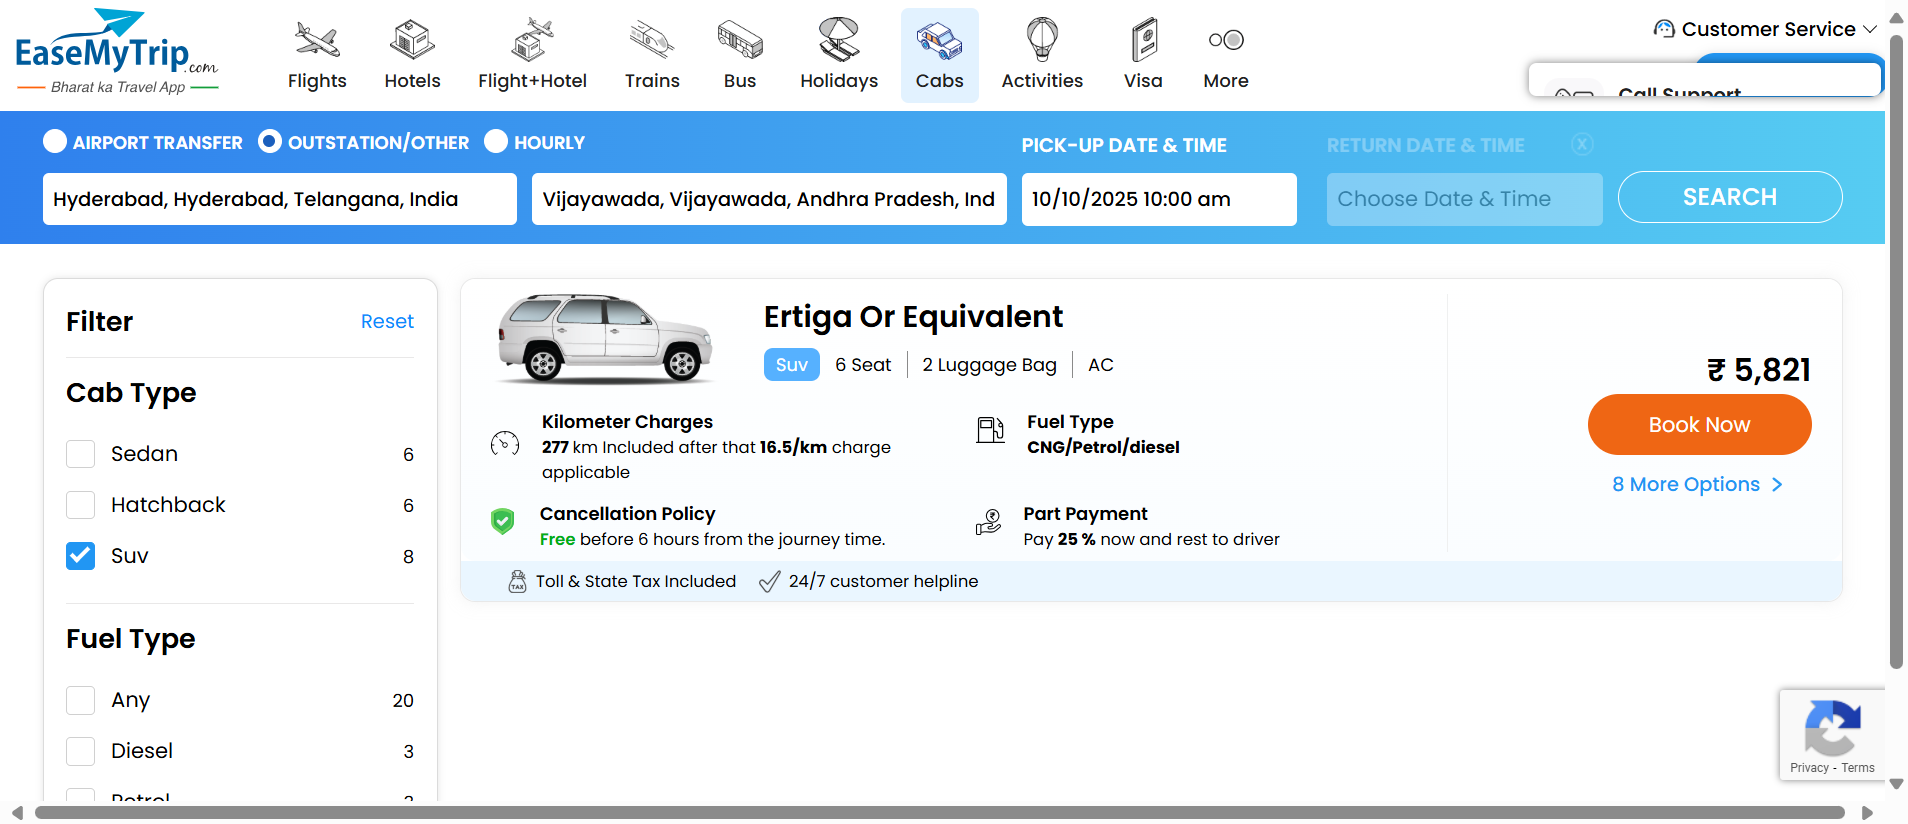 EaseMyTrip.com
Bharat ka Travel App
Flights
Hotels
Flight+Hotel
Trains
Bus
Holidays
Cabs
Activities
Visa
More
Customer Service
Call Support
AIRPORT TRANSFER
OUTSTATION/OTHER
HOURLY
PICK-UP DATE & TIME
RETURN DATE & TIME
X
Hyderabad, Hyderabad, Telangana, India
Vijayawada, Vijayawada, Andhra Pradesh, Ind
10/10/2025 10:00 am
Choose Date & Time
SEARCH
Filter
Reset
Cab Type
Sedan 6
Hatchback 6
Suv 8
Fuel Type
Any 20
Diesel 3
Petrol
Ertiga Or Equivalent
Suv
6 Seat
2 Luggage Bag
AC
Kilometer Charges
277 km Included after that 16.5/km charge
applicable
Fuel Type
CNG/Petrol/diesel
Cancellation Policy
Free before 6 hours from the journey time.
Part Payment
Pay 25 % now and rest to driver
₹ 5,821
Book Now
8 More Options
TAX
Toll & State Tax Included
24/7 customer helpline
Privacy - Terms